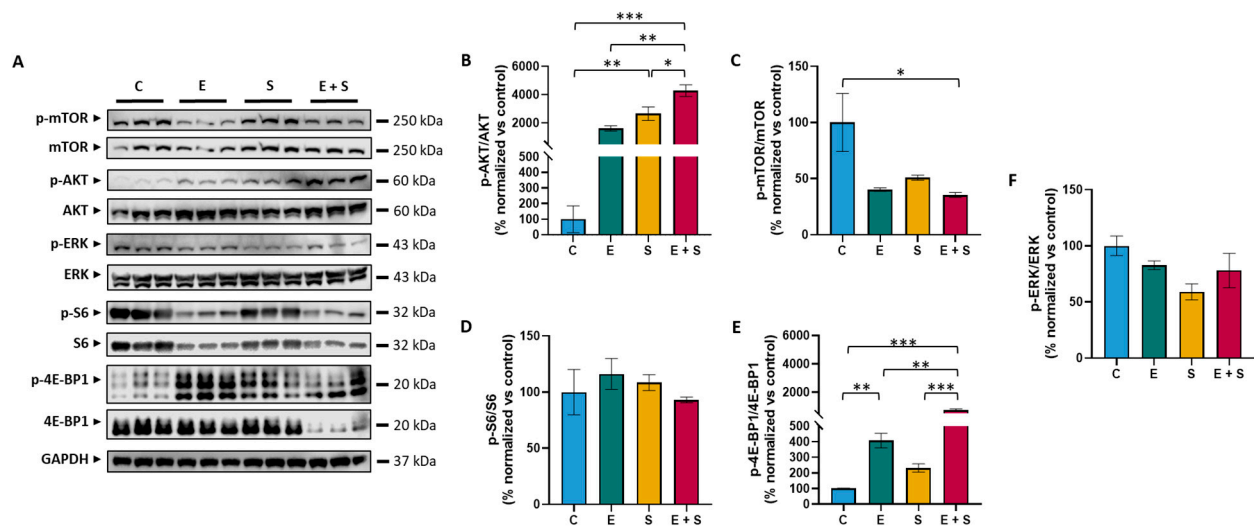 A
C E S E + S
p-mTOR 250 kDa
mTOR 250 kDa
p-AKT 60 kDa
AKT 60 kDa
p-ERK 43 kDa
ERK 43 kDa
p-S6 32 kDa
S6 32 kDa
p-4E-BP1 20 kDa
4E-BP1 20 kDa
GAPDH 37 kDa
B
***
**
** *
p-AKT/AKT
(% normalized vs control)
6000
4000
2000
500
400
300
200
100
0
C E S E + S
C
*
p-mTOR/mTOR
(% normalized vs control)
150
100
50
0
C E S E + S
D
p-S6/S6
(% normalized vs control)
150
100
50
0
C E S E + S
E
***
**
** ***
p-4E-BP1/4E-BP1
(% normalized vs control)
6000
4000
2000
500
400
300
200
100
0
C E S E + S
F
p-ERK/ERK
(% normalized vs control)
150
100
50
0
C E S E + S